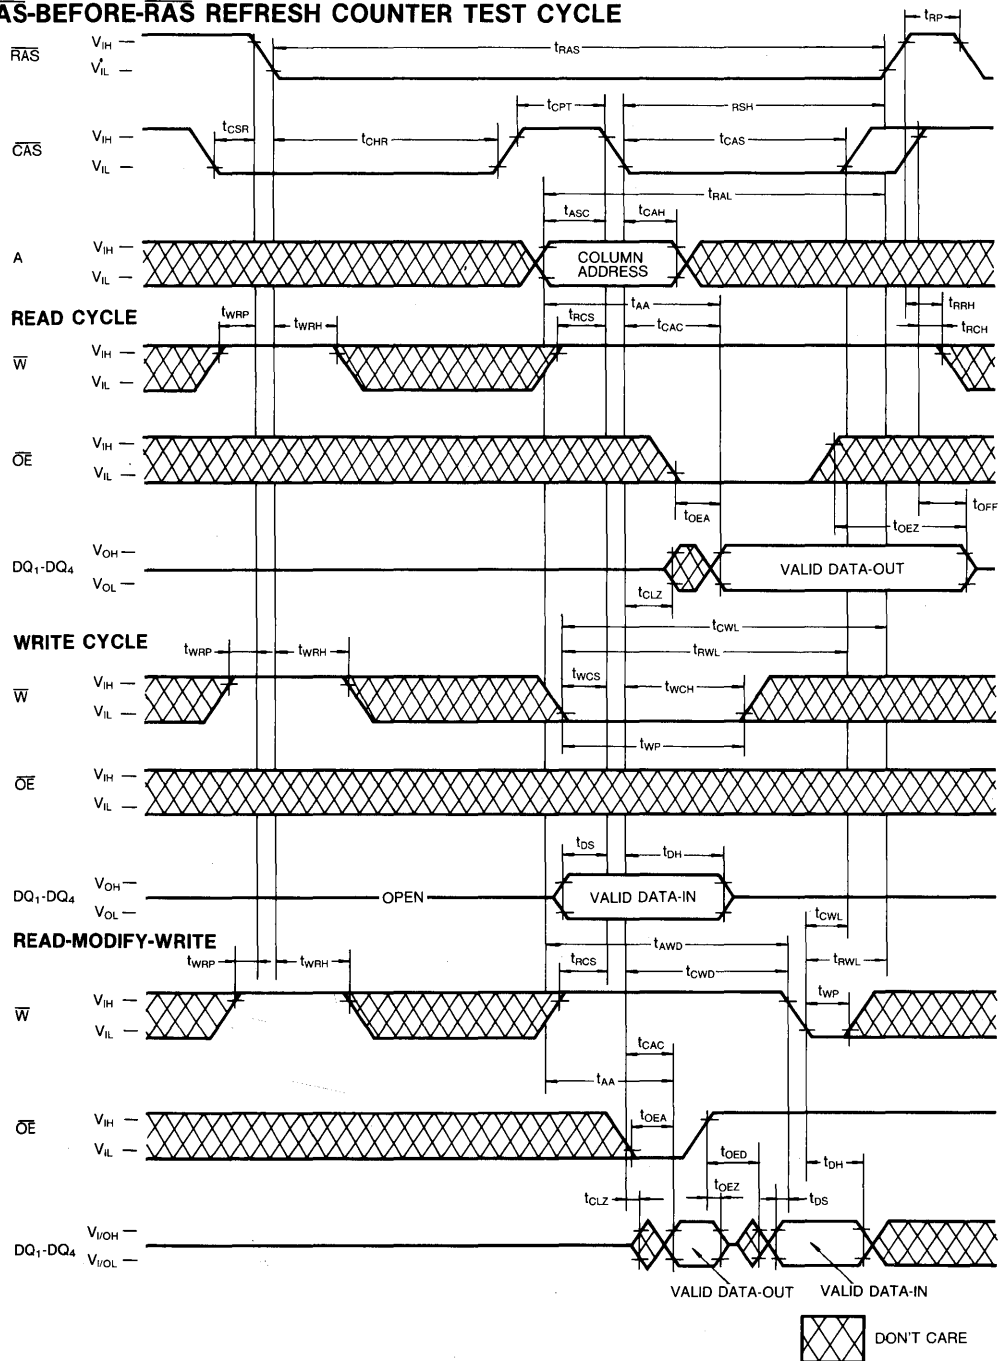 AS-BEFORE-RAS REFRESH COUNTER TEST CYCLE
tRP
RAS
VIH
VIL
tRAS
tCPT
RSH
tCSR
tCHR
tCAS
CAS
VIH
VIL
tRAL
tASC
tCAH
A
VIH
VIL
COLUMN
ADDRESS
READ CYCLE
tWRP
tWRH
tRCS
tAA
tCAC
tRRH
tRCH
W
VIH
VIL
OE
VIH
VIL
tOEA
tOEZ
tOFF
DQ1-DQ4
VOH
VOL
VALID DATA-OUT
tCLZ
tCWL
WRITE CYCLE
tWRP
tWRH
tRWL
tWCS
tWCH
W
VIH
VIL
tWP
OE
VIH
VIL
tDS
tDH
DQ1-DQ4
VOH
VOL
OPEN
VALID DATA-IN
tCWL
READ-MODIFY-WRITE
tAWD
tWRP
tWRH
tRCS
tCWD
tRWL
tWP
W
VIH
VIL
tCAC
tAA
OE
VIH
VIL
tOEA
tOED
tDH
tCLZ
tOEZ
tDS
DQ1-DQ4
VI/OH
VI/OL
VALID DATA-OUT
VALID DATA-IN
DON'T CARE